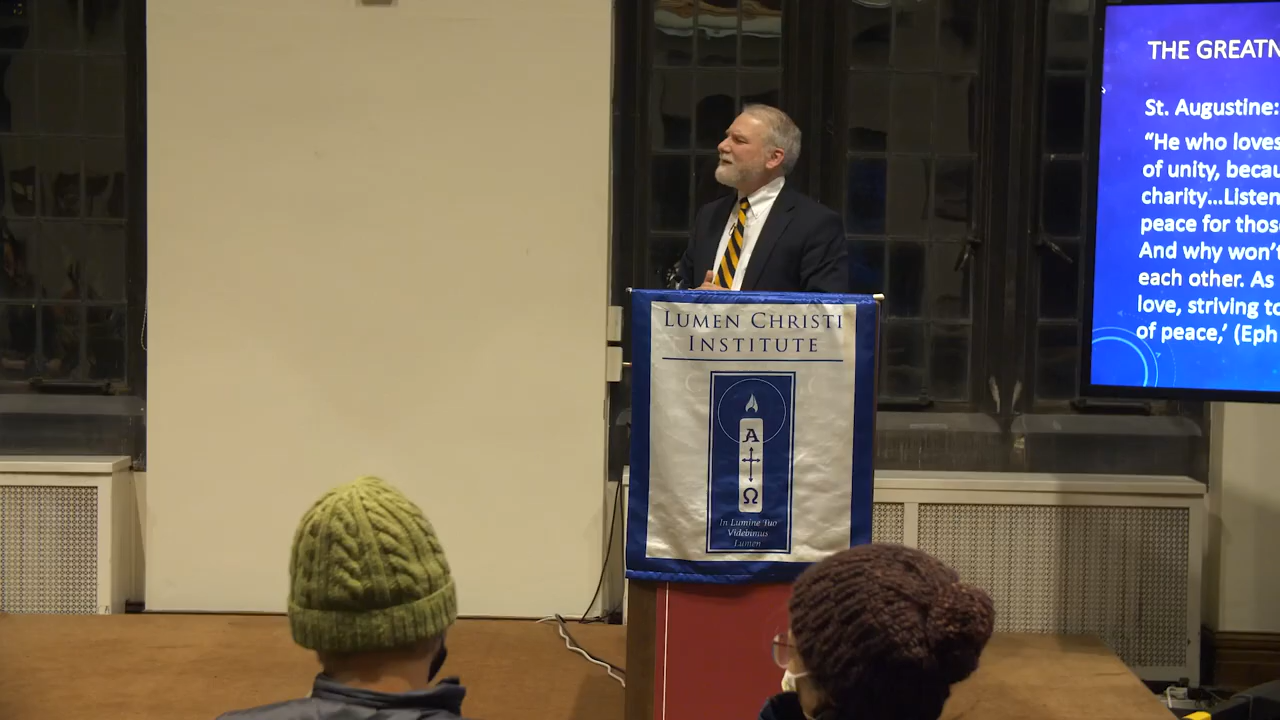 LUMEN CHRISTI
INSTITUTE
A
Ω
In Lumine Tuo
Videbimus
Lumen
THE GREATN
St. Augustine:
“He who loves
of unity, becau
charity...Listen
peace for thos
And why won't
each other. As
love, striving to
of peace,’ (Eph